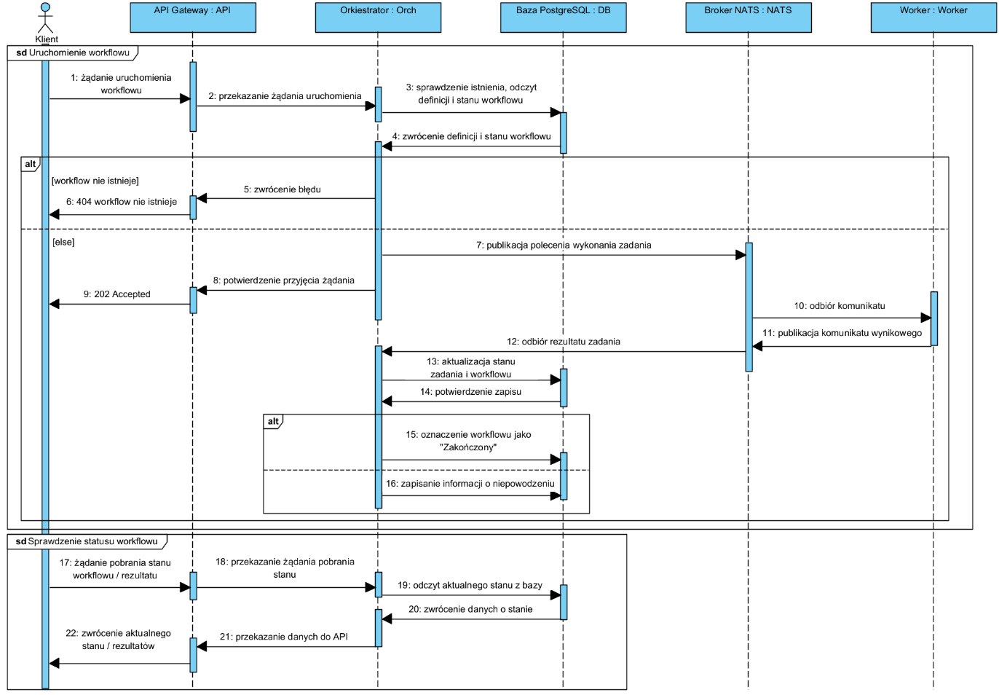 API Gateway : API
Orkiestrator : Orch
Baza PostgreSQL : DB
Broker NATS : NATS
Worker : Worker
Klient
sd Uruchomienie workflowu
1: żądanie uruchomienia
workflowu
2: przekazanie żądania uruchomienia
3: sprawdzenie istnienia, odczyt
definicji i stanu workflowu
4: zwrócenie definicji i stanu workflowu
alt
[workflow nie istnieje]
5: zwrócenie błędu
6: 404 workflow nie istnieje
[else]
7: publikacja polecenia wykonania zadania
8: potwierdzenie przyjęcia żądania
9: 202 Accepted
10: odbiór komunikatu
11: publikacja komunikatu wynikowego
12: odbiór rezultatu zadania
13: aktualizacja stanu
zadania i workflowu
14: potwierdzenie zapisu
alt
15: oznaczenie workflowu jako
"Zakończony"
16: zapisanie informacji o niepowodzeniu
sd Sprawdzenie statusu workflowu
17: żądanie pobrania stanu
workflowu / rezultatu
18: przekazanie żądania pobrania
stanu
19: odczyt aktualnego stanu z bazy
20: zwrócenie danych o stanie
21: przekazanie danych do API
22: zwrócenie aktualnego
stanu / rezultatów